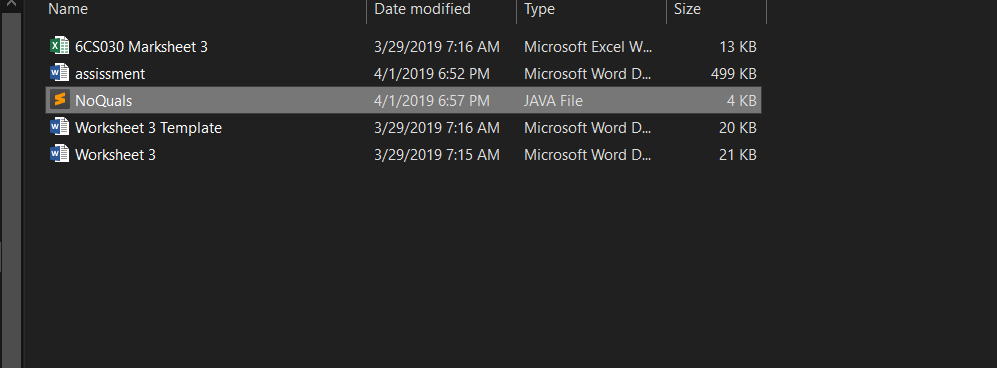 Name Date modified Type Size
6CS030 Marksheet 3 3/29/2019 7:16 AM Microsoft Excel W... 13 KB
assissment 4/1/2019 6:52 PM Microsoft Word D... 499 KB
NoQuals 4/1/2019 6:57 PM JAVA File 4 KB
Worksheet 3 Template 3/29/2019 7:16 AM Microsoft Word D... 20 KB
Worksheet 3 3/29/2019 7:15 AM Microsoft Word D... 21 KB